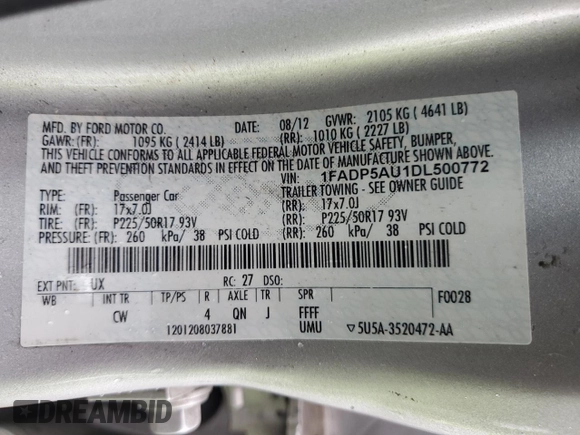 MFD. BY FORD MOTOR CO. DATE: 08/12 GVWR: 2105 KG ( 4641 LB)
GAWR: (FR): 1095 KG ( 2414 LB) (RR): 1010 KG ( 2227 LB)
THIS VEHICLE CONFORMS TO ALL APPLICABLE FEDERAL MOTOR VEHICLE SAFETY, BUMPER,
AND THEFT PREVENTION STANDARDS IN EFFECT ON THE DATE OF MANUFACTURE SHOWN ABOVE.
VIN: 1FADP5AU1DL500772
TYPE: Passenger Car TRAILER TOWING - SEE OWNER GUIDE
RIM: (FR): 17x7.0J (RR): 17x7.0J
TIRE: (FR): P225/50R17 93V (RR): P225/50R17 93V
PRESSURE: (FR): 260 kPa/ 38 PSI COLD (RR): 260 kPa/ 38 PSI COLD
EXT PNT: UX RC: 27 DSO:
WB INT TR TP/PS R AXLE TR SPR F0028
CW 4 QN J FFFF
1201208037881 UMU ▽5U5A-3520472-AA
DREAMBID